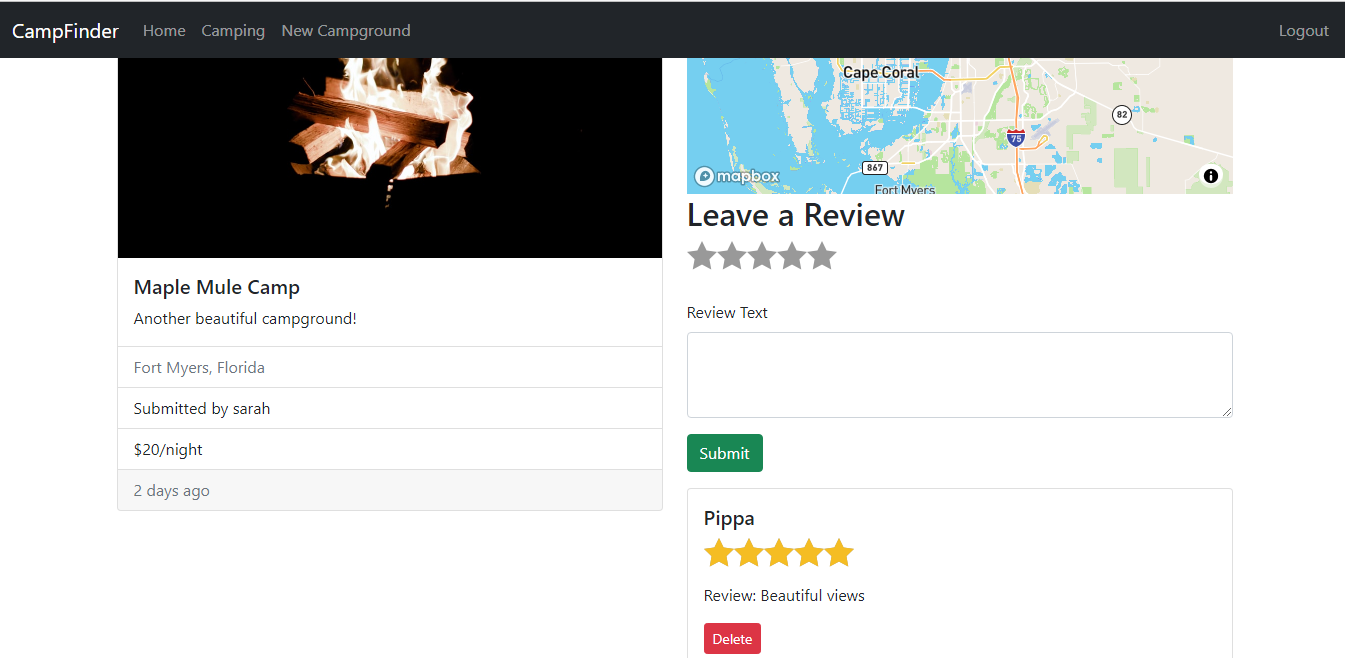 CampFinder Home Camping New Campground Logout
Maple Mule Camp
Another beautiful campground!
Fort Myers, Florida
Submitted by sarah
$20/night
2 days ago
Cape Coral
82
75
867
Fort Myers
mapbox
Leave a Review
Review Text
Submit
Pippa
Review: Beautiful views
Delete